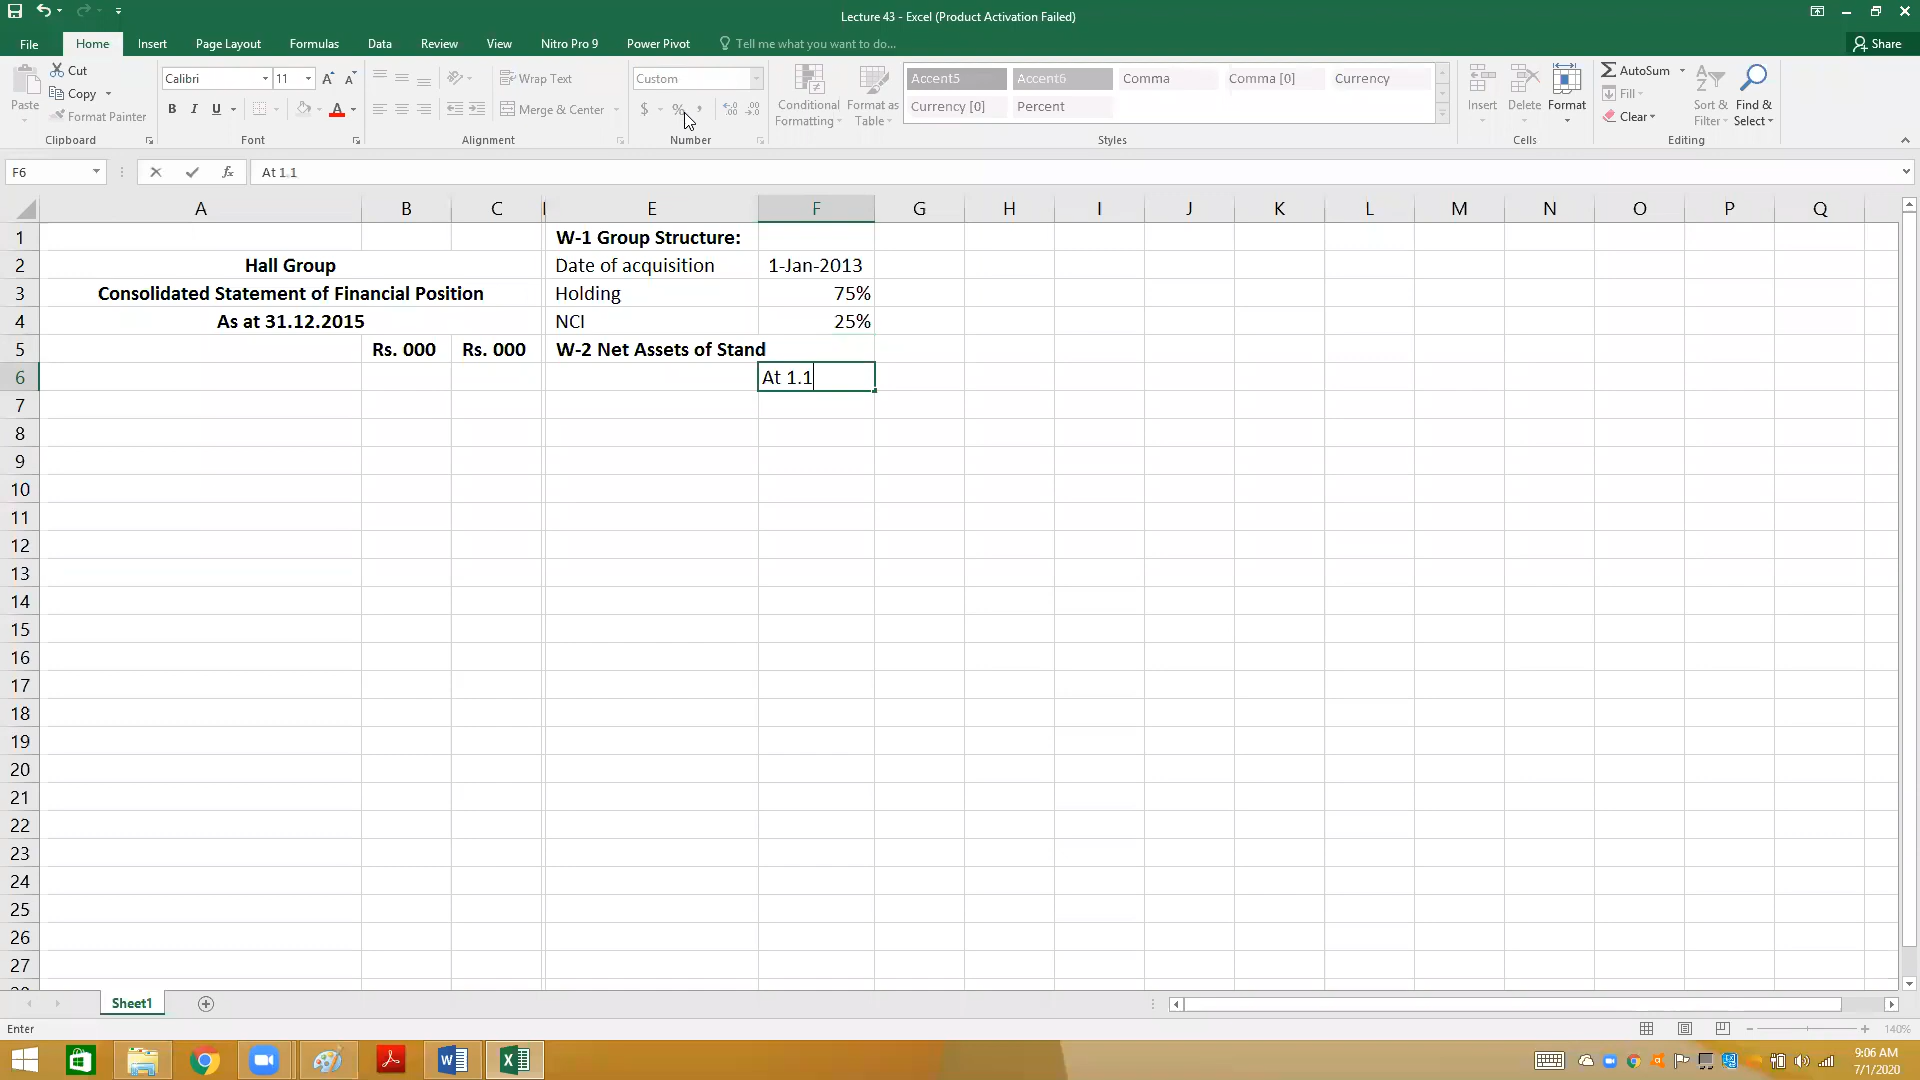 Lecture 43 - Excel (Product Activation Failed)
File Home Insert Page Layout Formulas Data Review View Nitro Pro 9 Power Pivot Tell me what you want to do... Share
Paste
Cut
Copy
Format Painter
Clipboard
Calibri 11
B I U
Font
Wrap Text
Merge & Center
Alignment
Custom
$ % ,
Number
Conditional Formatting
Format as Table
Accent5 Accent6 Comma Comma [0] Currency
Currency [0] Percent
Styles
Insert Delete Format
Cells
AutoSum
Fill
Clear
Sort & Filter
Find & Select
Editing
F6 fx At 1.1
A B C E F G H I J K L M N O P Q
1 W-1 Group Structure:
2 Hall Group Date of acquisition 1-Jan-2013
3 Consolidated Statement of Financial Position Holding 75%
4 As at 31.12.2015 NCI 25%
5 Rs. 000 Rs. 000 W-2 Net Assets of Stand
6 At 1.1
7
8
9
10
11
12
13
14
15
16
17
18
19
20
21
22
23
24
25
26
27
Sheet1
Enter 140%
9:06 AM
7/1/2020